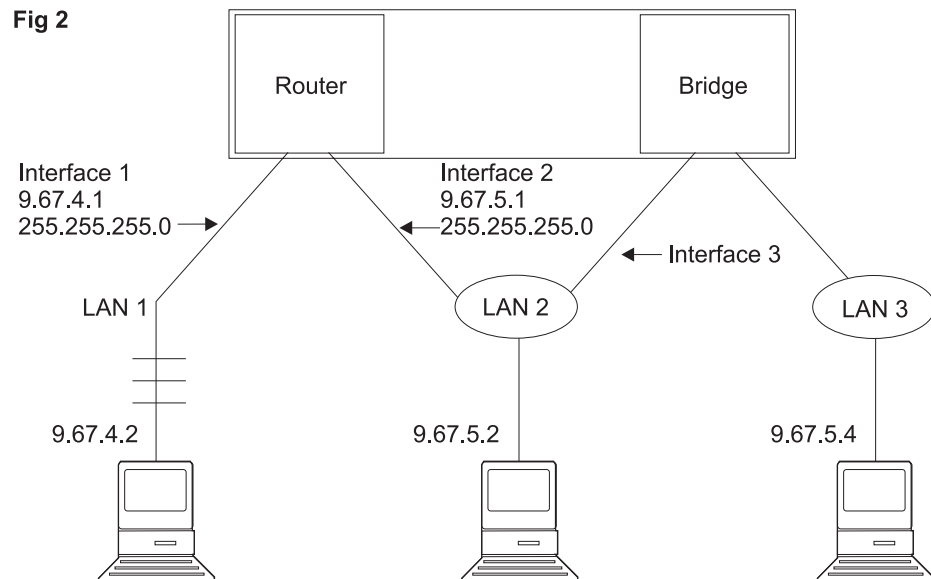 Fig 2
Router
Bridge
Interface 1
9.67.4.1
255.255.255.0
Interface 2
9.67.5.1
255.255.255.0
Interface 3
LAN 1
LAN 2
LAN 3
9.67.4.2
9.67.5.2
9.67.5.4